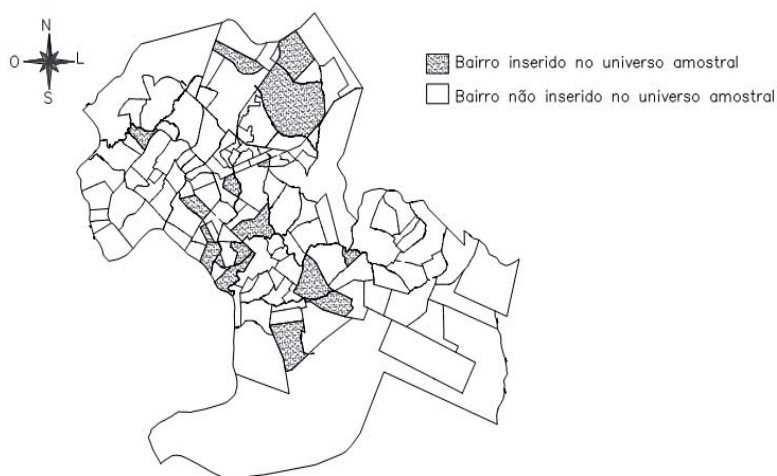 N
O L
S
Bairro inserido no universo amostral
Bairro não inserido no universo amostral